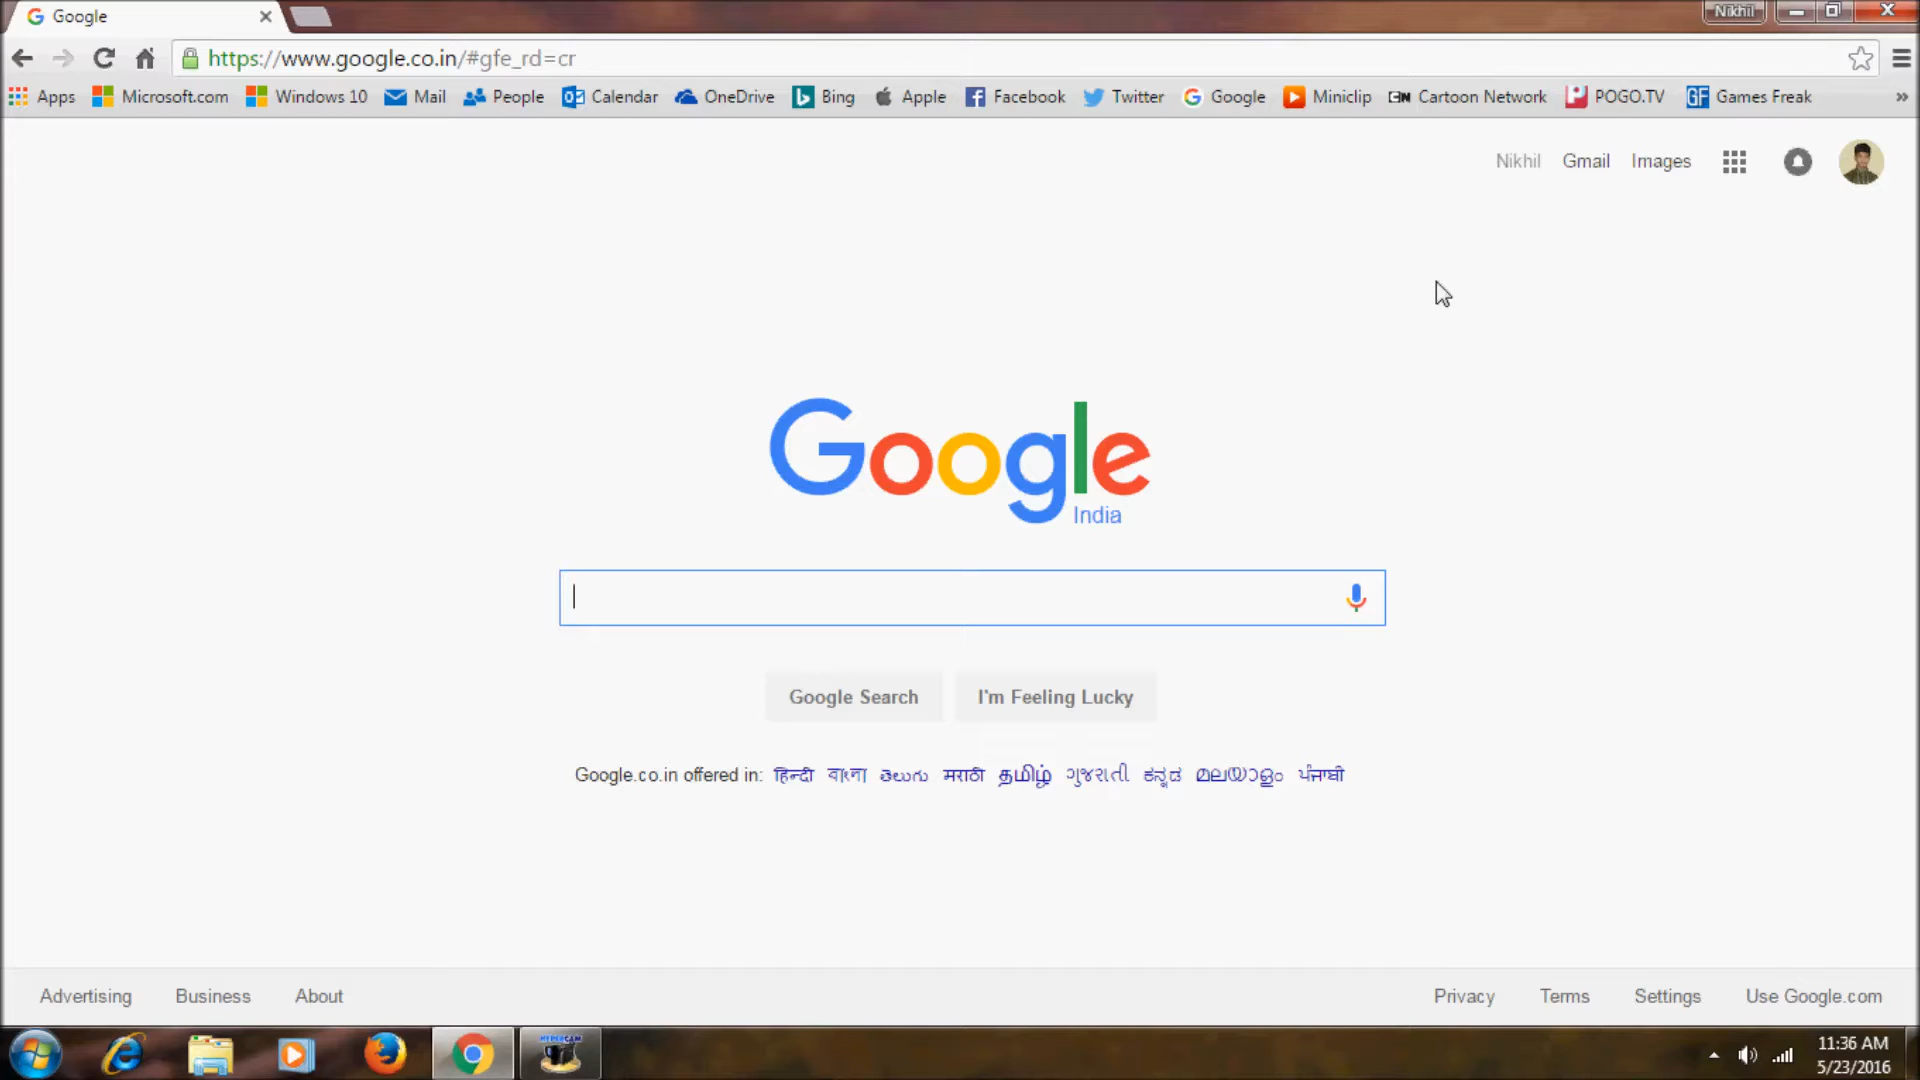 Google
Nikhil
https://www.google.co.in/#gfe_rd=cr
Apps Microsoft.com Windows 10 Mail People Calendar OneDrive Bing Apple Facebook Twitter Google Miniclip Cartoon Network POGO.TV Games Freak »
Nikhil Gmail Images
Google
India
Google Search I'm Feeling Lucky
Google.co.in offered in: हिन्दी বাংলা తెలుగు मराठी தமிழ் ગુજરાતી ಕನ್ನಡ മലയാളം ਪੰਜਾਬੀ
Advertising Business About Privacy Terms Settings Use Google.com
11:36 AM
5/23/2016